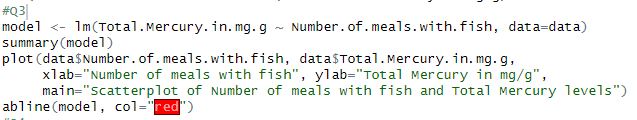 #Q3
model <- lm(Total.Mercury.in.mg.g ~ Number.of.meals.with.fish, data=data)
summary(model)
plot(data$Number.of.meals.with.fish, data$Total.Mercury.in.mg.g,
xlab="Number of meals with fish", ylab="Total Mercury in mg/g",
main="Scatterplot of Number of meals with fish and Total Mercury levels")
abline(model, col="red")